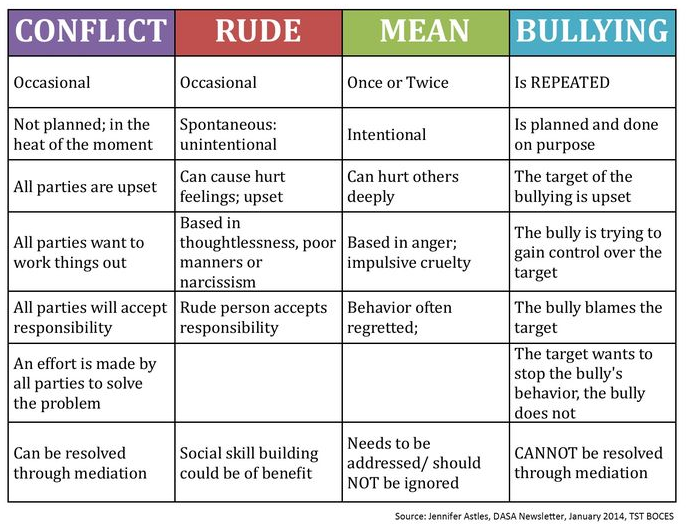 CONFLICT
RUDE
MEAN
BULLYING
Occasional
Occasional
Once or Twice
Is REPEATED
Not planned; in the
heat of the moment
Spontaneous:
unintentional
Intentional
Is planned and done
on purpose
All parties are upset
Can cause hurt
feelings; upset
Can hurt others
deeply
The target of the
bullying is upset
All parties want to
work things out
Based in
thoughtlessness, poor
manners or
narcissism
Based in anger;
impulsive cruelty
The bully is trying to
gain control over the
target
All parties will accept
responsibility
Rude person accepts
responsibility
Behavior often
regretted;
The bully blames the
target
An effort is made by
all parties to solve
the problem
The target wants to
stop the bully's
behavior, the bully
does not
Can be resolved
through mediation
Social skill building
could be of benefit
Needs to be
addressed/ should
NOT be ignored
CANNOT be resolved
through mediation
Source: Jennifer Astles, DASA Newsletter, January 2014, TST BOCES